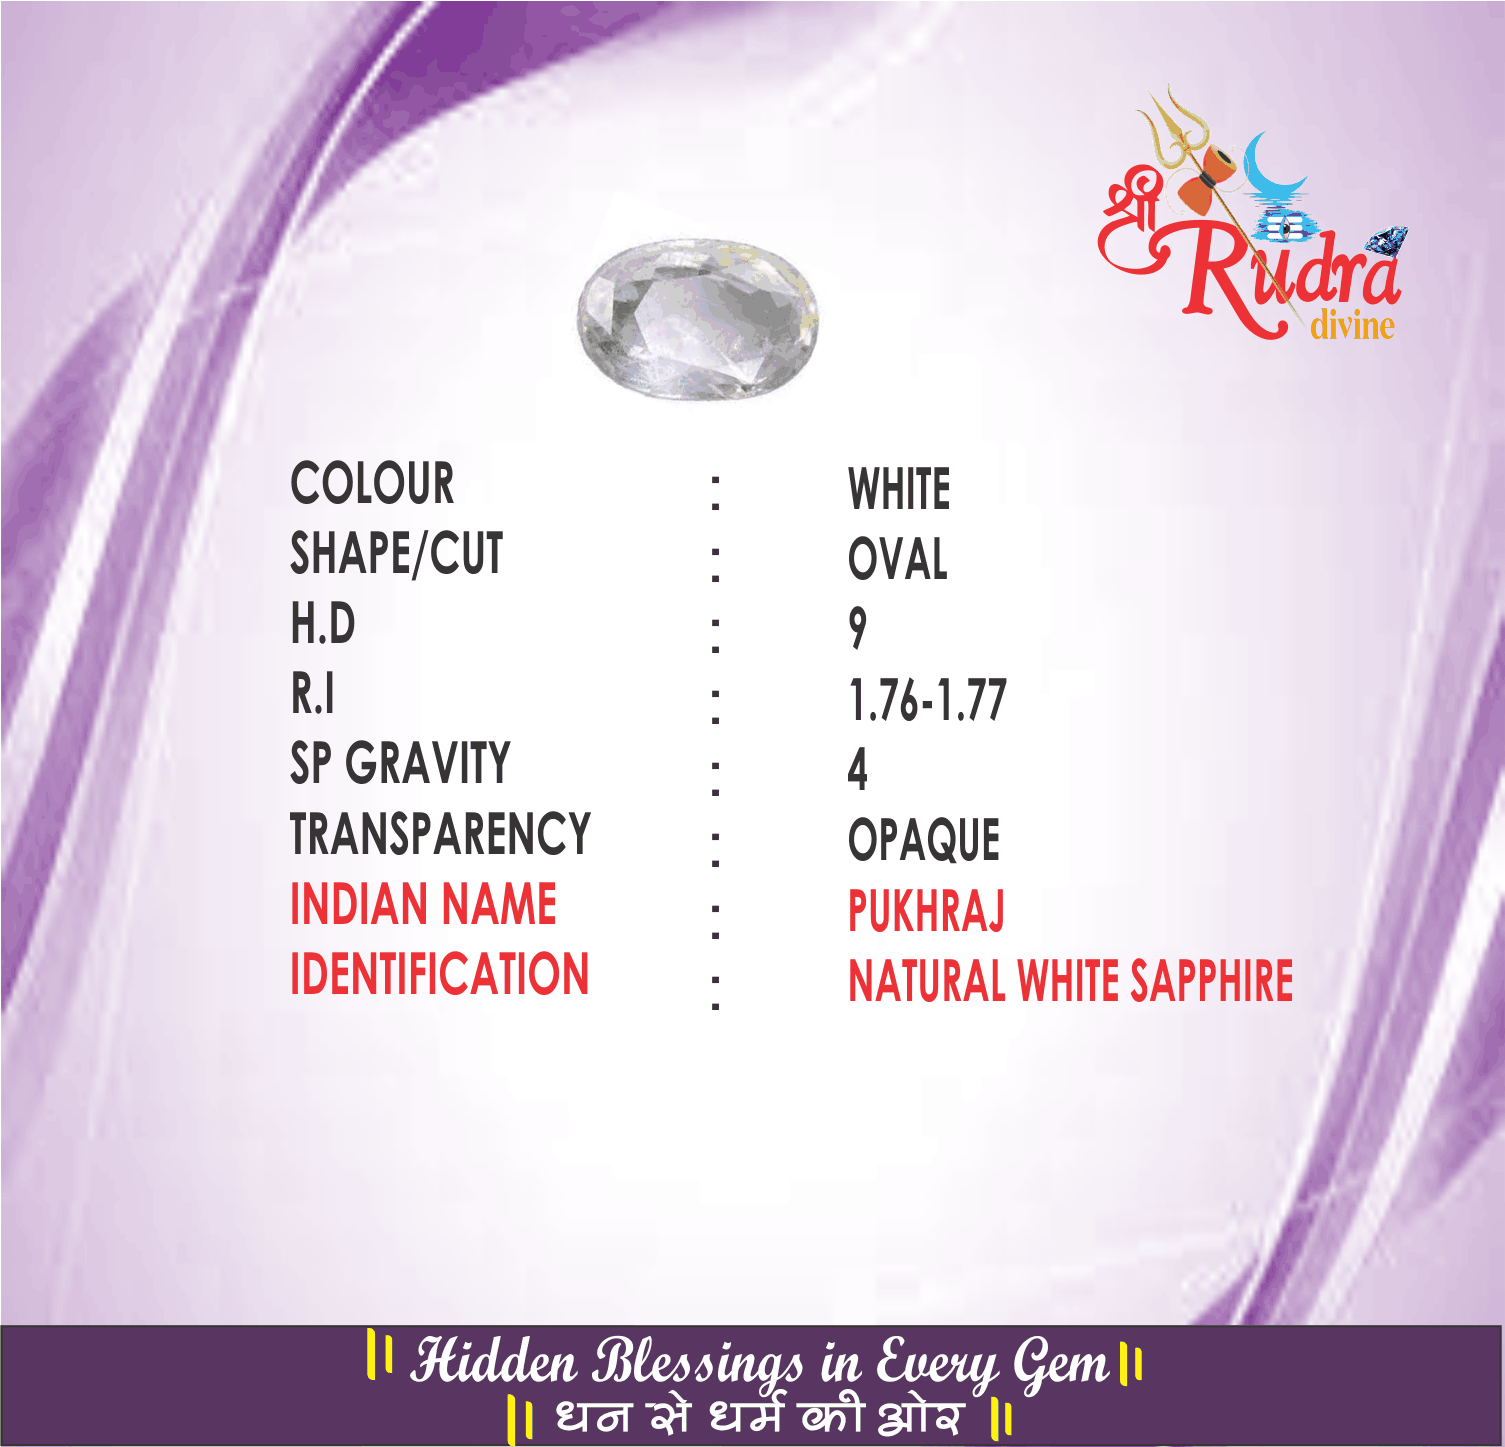 श्री
Rudra
divine
COLOUR : WHITE
SHAPE/CUT : OVAL
H.D : 9
R.I : 1.76-1.77
SP GRAVITY : 4
TRANSPARENCY : OPAQUE
INDIAN NAME : PUKHRAJ
IDENTIFICATION : NATURAL WHITE SAPPHIRE
॥ Hidden Blessings in Every Gem ॥
॥ धन से धर्म की ओर ॥